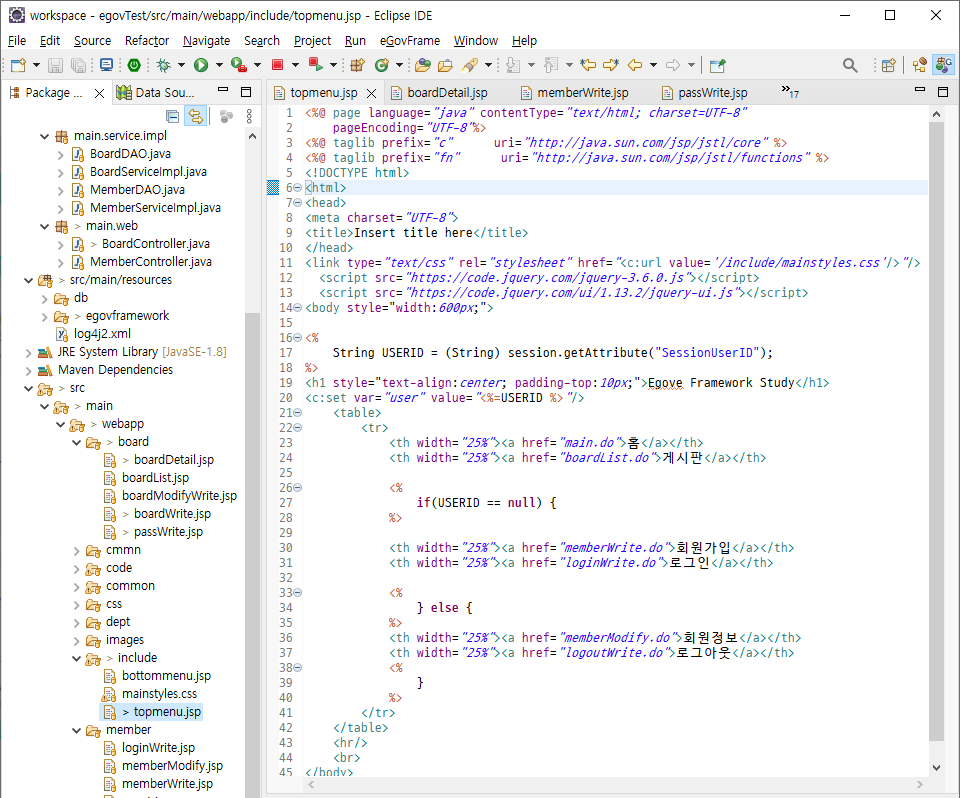 workspace - egovTest/src/main/webapp/include/topmenu.jsp - Eclipse IDE
File Edit Source Refactor Navigate Search Project Run eGovFrame Window Help
Package ... Data Sou...
main.service.impl
BoardDAO.java
BoardServiceImpl.java
MemberDAO.java
MemberServiceImpl.java
> main.web
> BoardController.java
MemberController.java
> src/main/resources
db
> egovframework
log4j2.xml
JRE System Library [JavaSE-1.8]
Maven Dependencies
> src
> main
> webapp
> board
> boardDetail.jsp
boardList.jsp
boardModifyWrite.jsp
> boardWrite.jsp
> passWrite.jsp
cmmn
code
common
css
dept
images
> include
bottommenu.jsp
mainstyles.css
> topmenu.jsp
member
loginWrite.jsp
memberModify.jsp
memberWrite.jsp
topmenu.jsp boardDetail.jsp memberWrite.jsp passWrite.jsp »17
1 <%@ page language="java" contentType="text/html; charset=UTF-8"
2     pageEncoding="UTF-8"%>
3 <%@ taglib prefix="c"      uri="http://java.sun.com/jsp/jstl/core" %>
4 <%@ taglib prefix="fn"      uri="http://java.sun.com/jsp/jstl/functions" %>
5 <!DOCTYPE html>
6 <html>
7 <head>
8 <meta charset="UTF-8">
9 <title>Insert title here</title>
10 </head>
11 <link type="text/css" rel="stylesheet" href="<c:url value='/include/mainstyles.css'/>"/>
12   <script src="https://code.jquery.com/jquery-3.6.0.js"></script>
13   <script src="https://code.jquery.com/ui/1.13.2/jquery-ui.js"></script>
14 <body style="width:600px;">
15
16 <%
17     String USERID = (String) session.getAttribute("SessionUserID");
18 %>
19 <h1 style="text-align:center; padding-top:10px;">Egove Framework Study</h1>
20 <c:set var="user" value="<%=USERID %>"/>
21     <table>
22         <tr>
23             <th width="25%"><a href="main.do">홈</a></th>
24             <th width="25%"><a href="boardList.do">게시판</a></th>
25
26             <%
27                 if(USERID == null) {
28             %>
29
30             <th width="25%"><a href="memberWrite.do">회원가입</a></th>
31             <th width="25%"><a href="loginWrite.do">로그인</a></th>
32
33             <%
34                 } else {
35             %>
36             <th width="25%"><a href="memberModify.do">회원정보</a></th>
37             <th width="25%"><a href="logoutWrite.do">로그아웃</a></th>
38             <%
39                 }
40             %>
41         </tr>
42     </table>
43     <hr/>
44     <br>
45 </body>